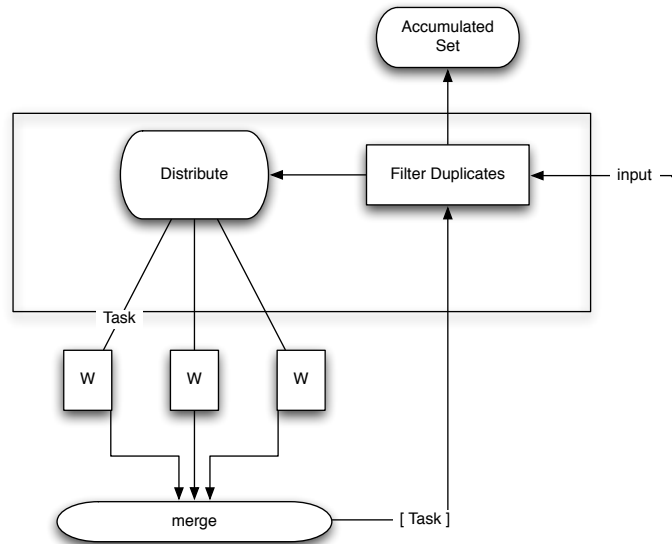 Accumulated
Set
Distribute
Filter Duplicates
input
Task
W
W
W
merge
[ Task ]